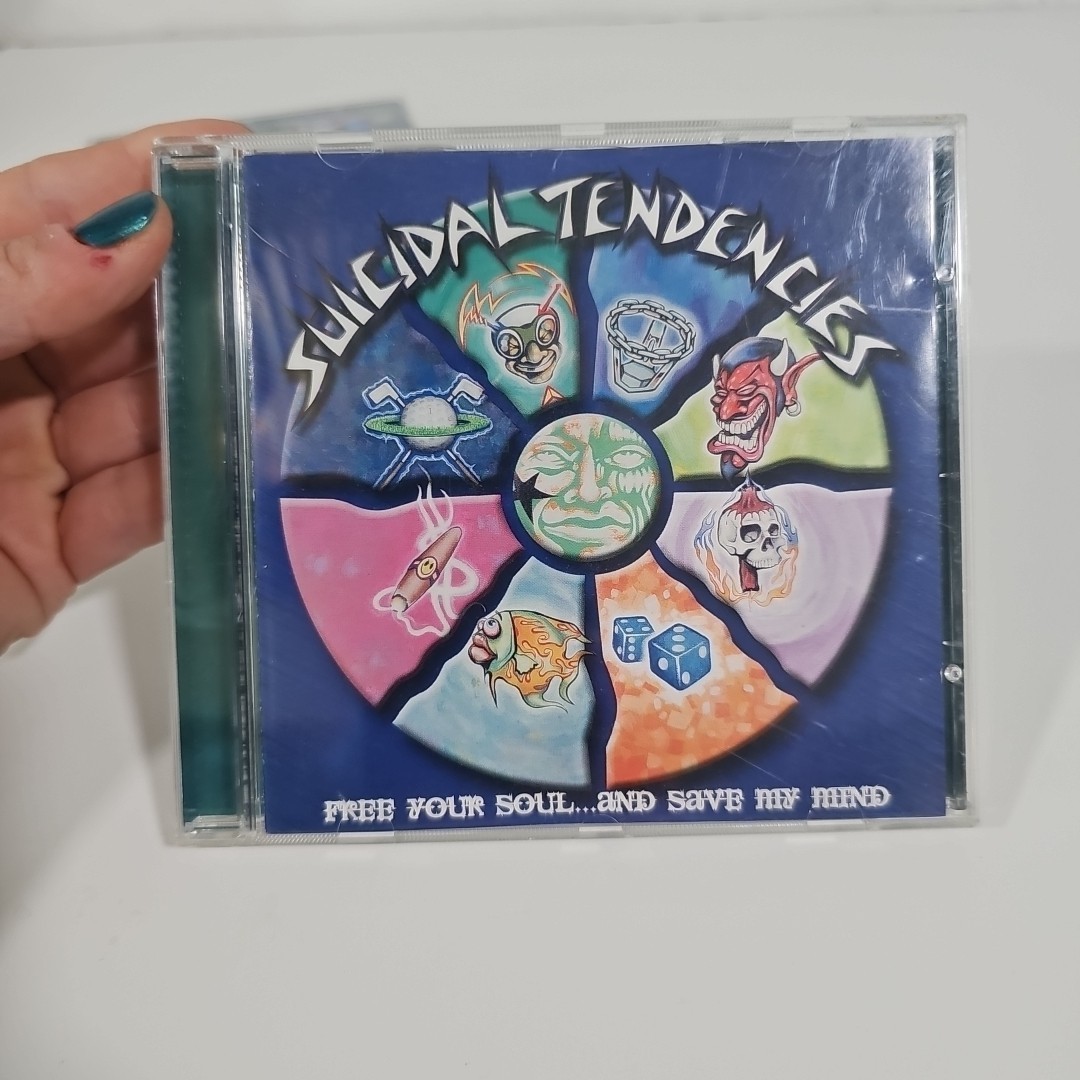 SUICIDAL TENDENCIES
FREE YOUR SOUL...AND SAVE MY MIND